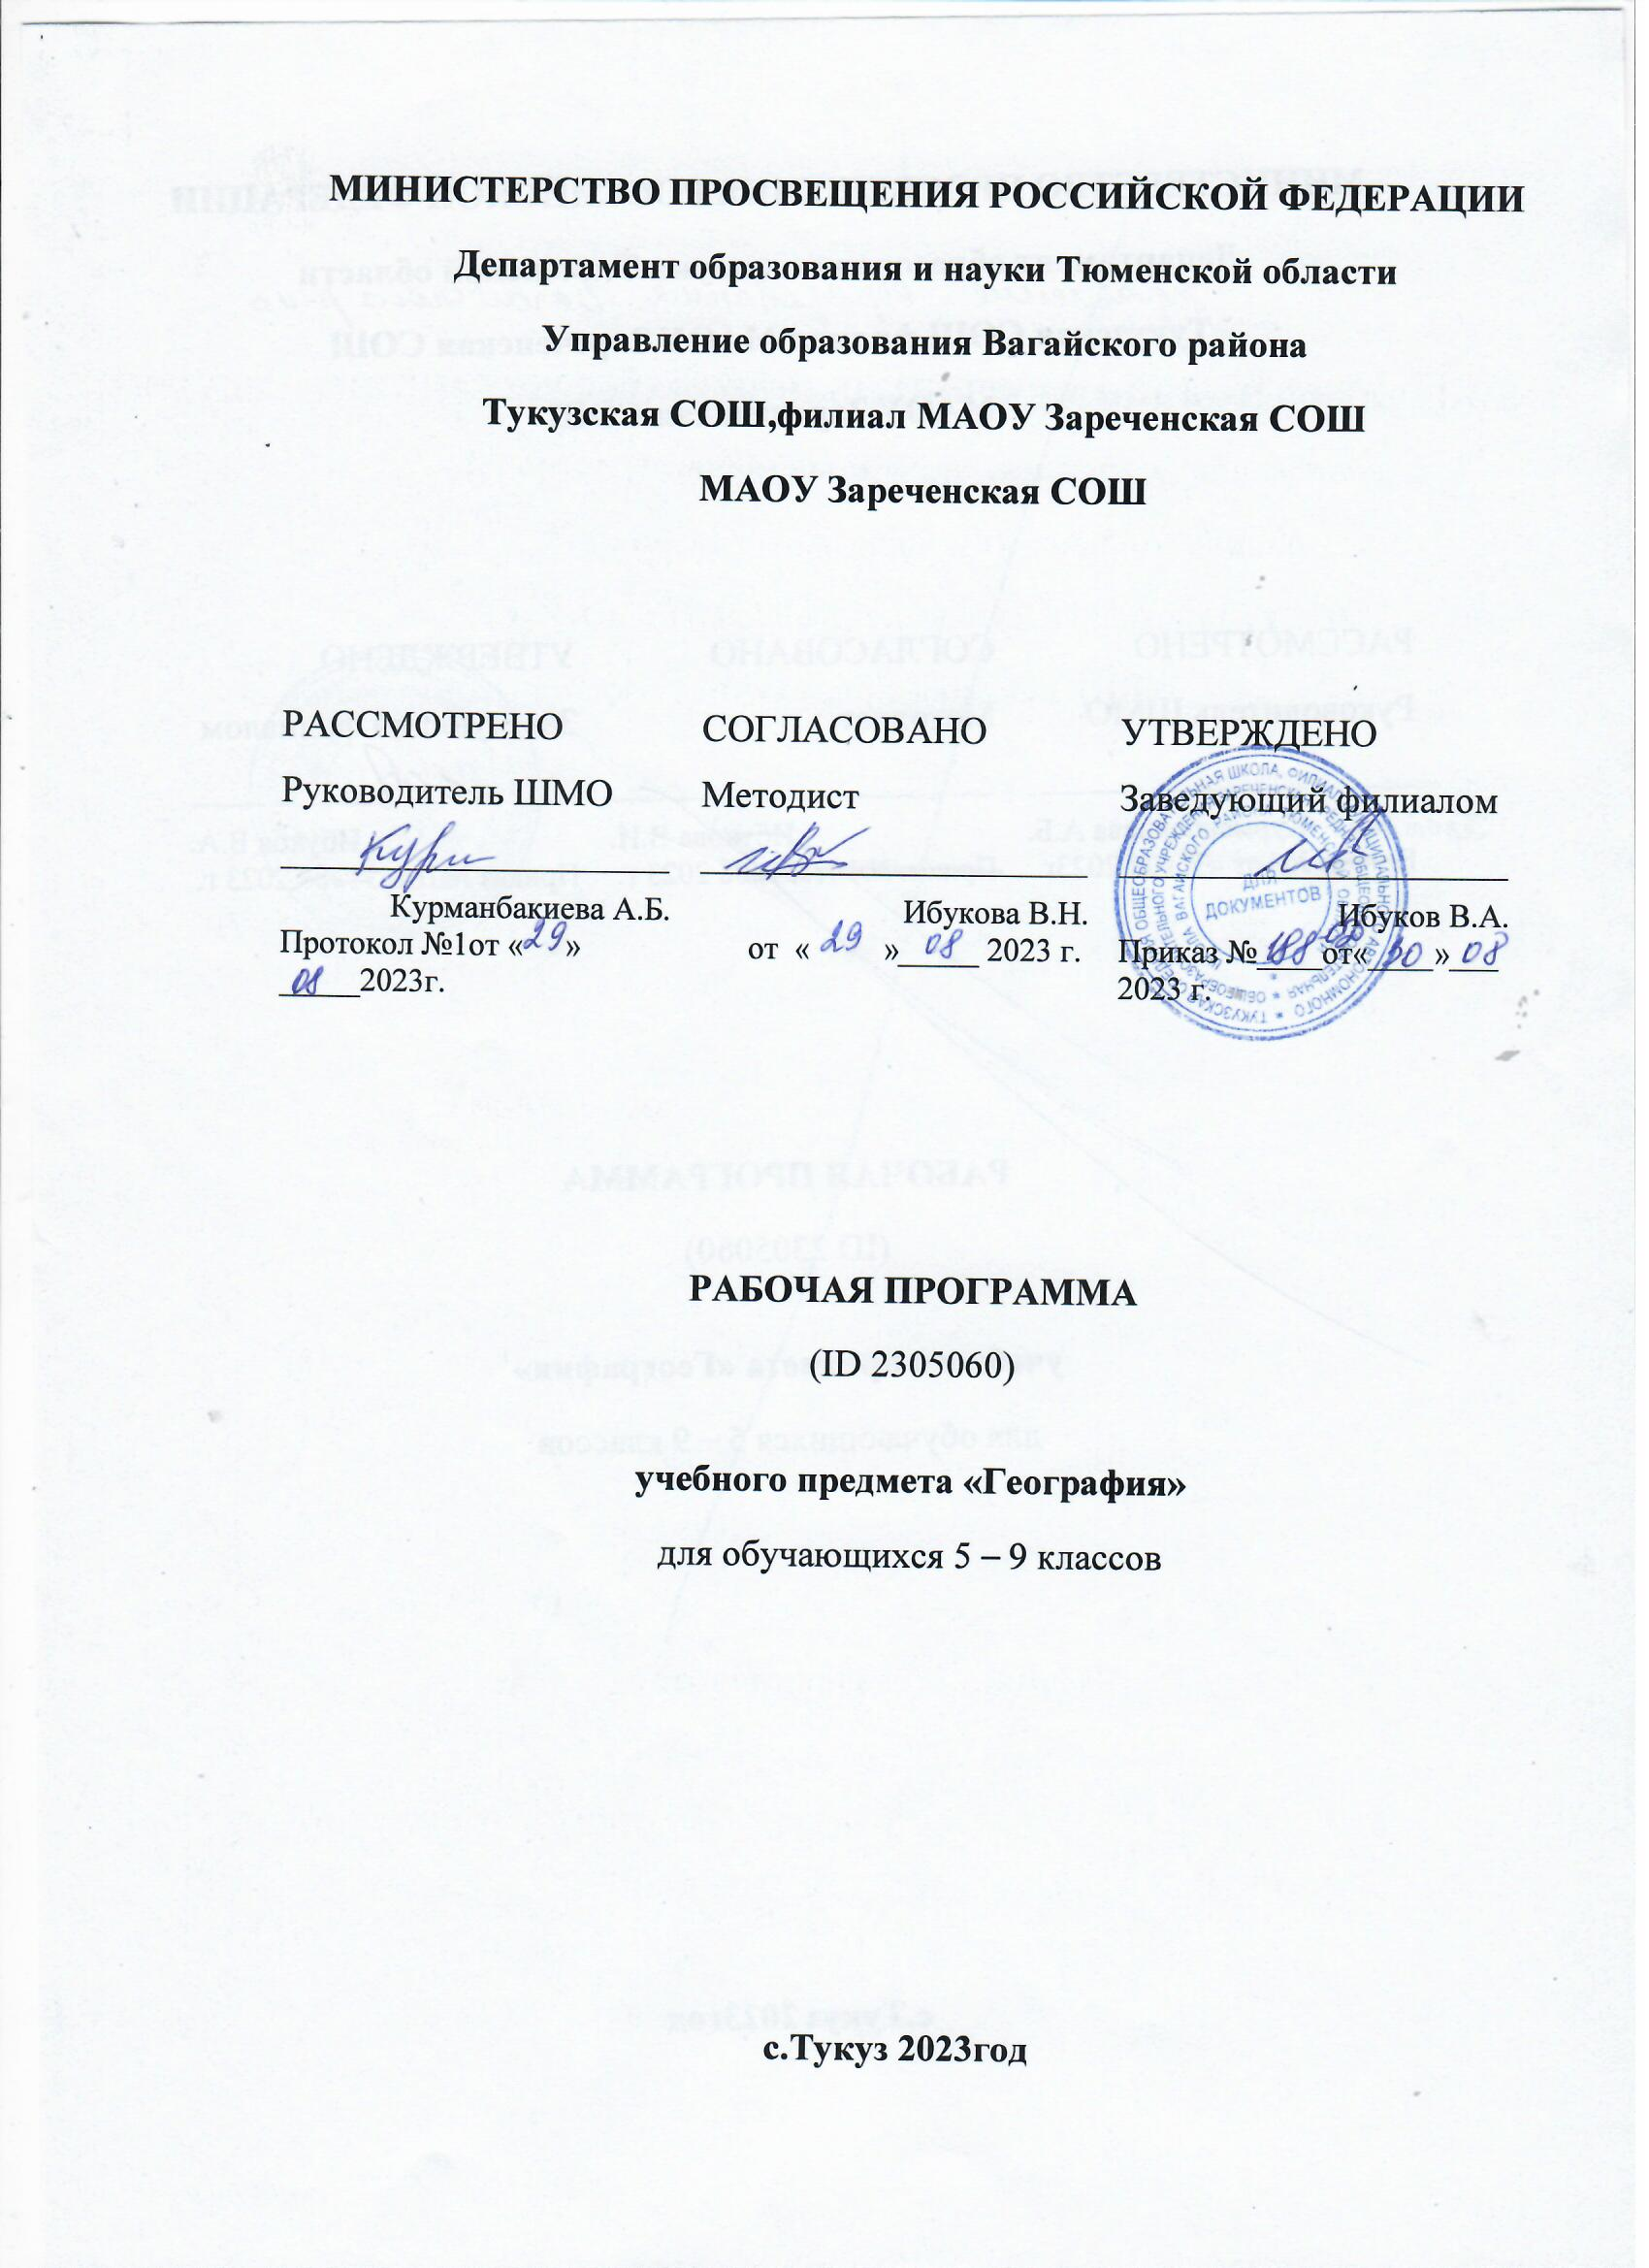 МИНИСТЕРСТВО ПРОСВЕЩЕНИЯ РОССИЙСКОЙ ФЕДЕРАЦИИ
Департамент образования и науки Тюменской области
Управление образования Вагайского района
Тукузская СОШ,филиал МАОУ Зареченская СОШ
МАОУ Зареченская СОШ
РАССМОТРЕНО
Руководитель ШМО
Курманбакиева А.Б.
Протокол №1от «29»
08 2023г.
СОГЛАСОВАНО
Методист
Ибукова В.Н.
от « 29 » 08 2023 г.
УТВЕРЖДЕНО
Заведующий филиалом
Ибуков В.А.
Приказ № 188 от« 30 » 08
2023 г.
ДЛЯ
ДОКУМЕНТОВ
РАБОЧАЯ ПРОГРАММА
(ID 2305060)
учебного предмета «География»
для обучающихся 5 – 9 классов
с.Тукуз 2023год